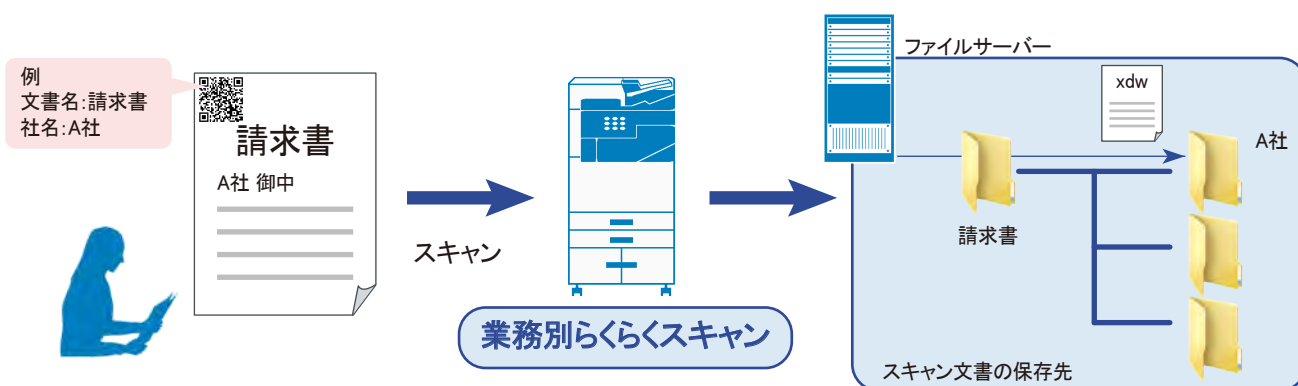 例
文書名:請求書
社名:A社
請求書
A社 御中
スキャン
業務別らくらくスキャン
ファイルサーバー
xdw
A社
請求書
スキャン文書の保存先